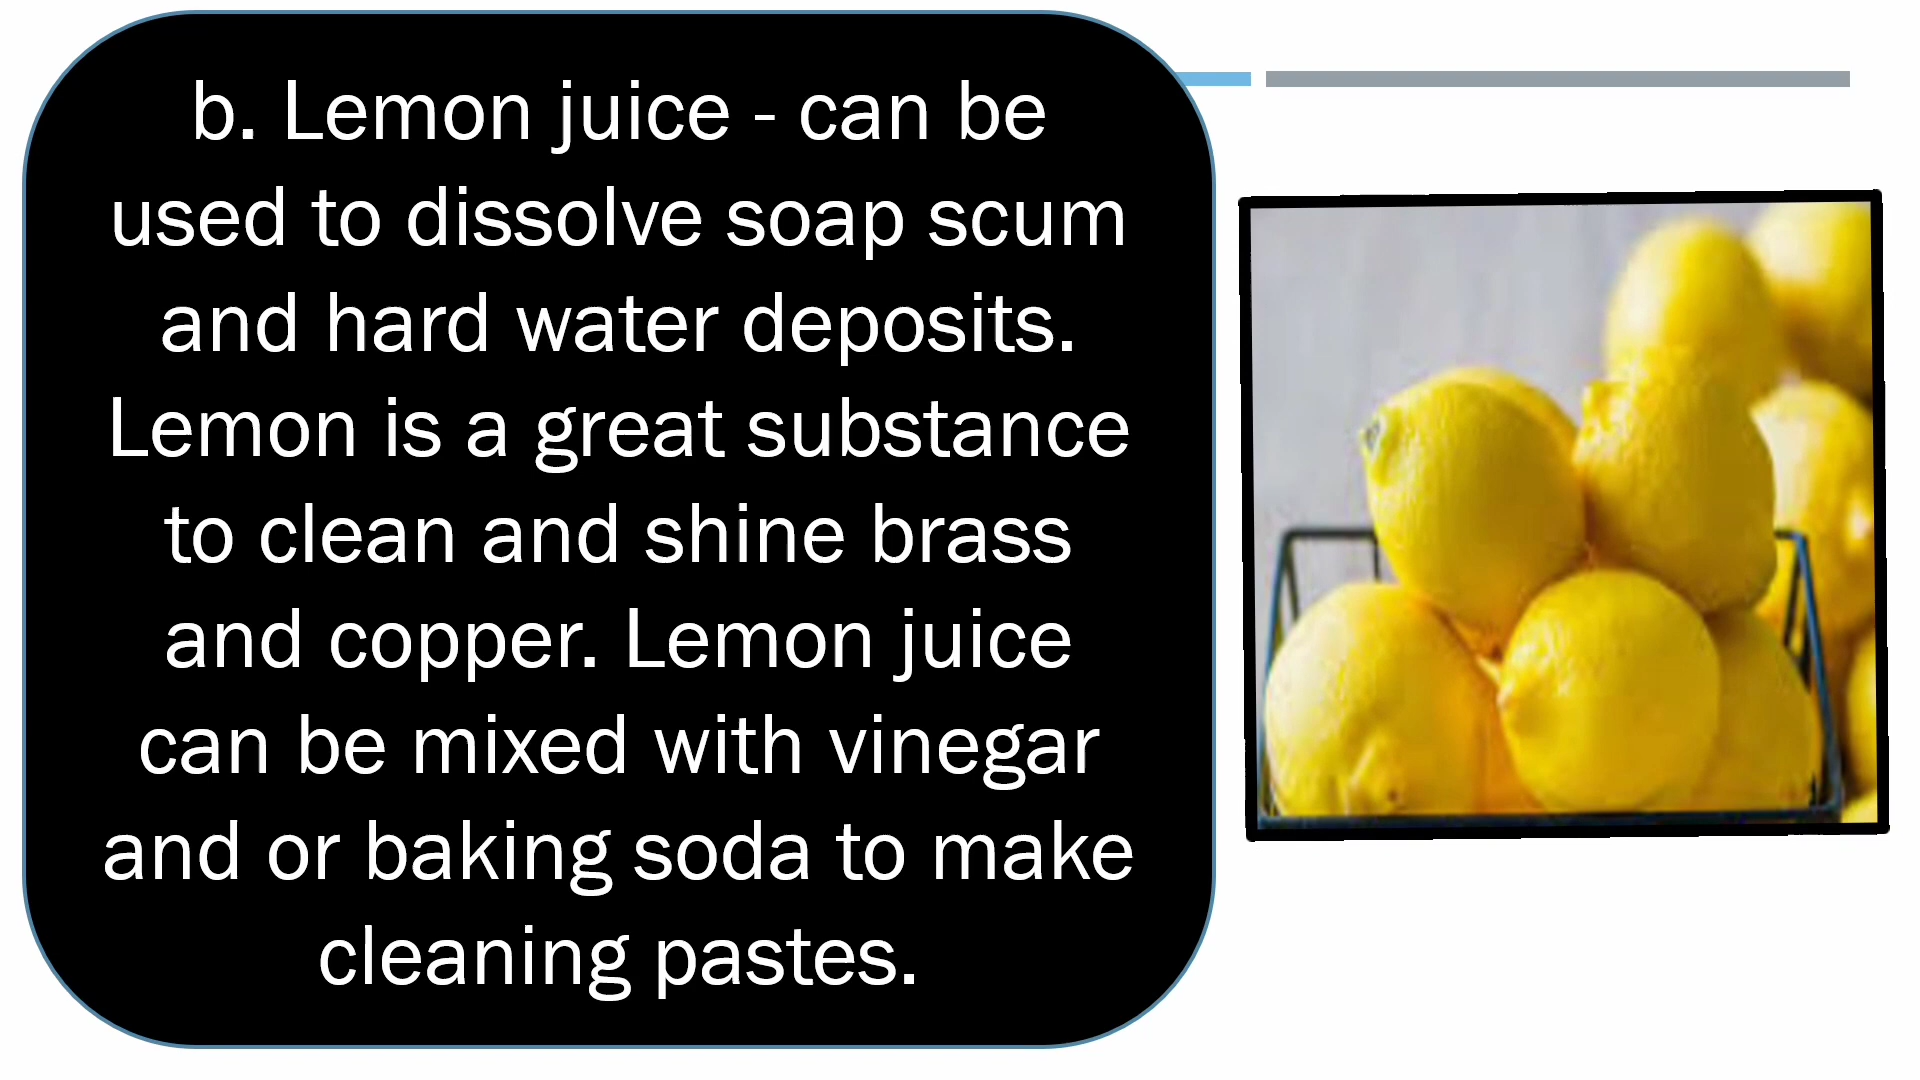 b. Lemon juice - can be
used to dissolve soap scum
and hard water deposits.
Lemon is a great substance
to clean and shine brass
and copper. Lemon juice
can be mixed with vinegar
and or baking soda to make
cleaning pastes.